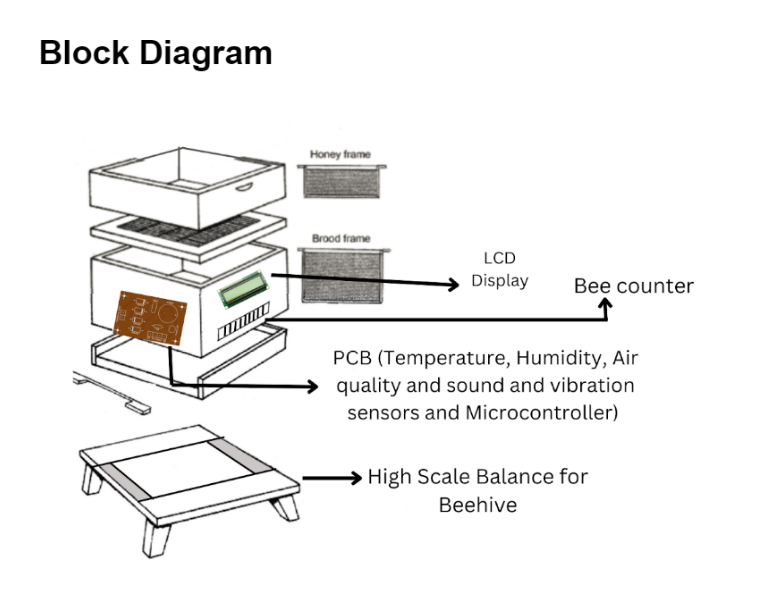 Block Diagram
Honey frame
Brood frame
LCD
Display
Bee counter
PCB (Temperature, Humidity, Air
quality and sound and vibration
sensors and Microcontroller)
High Scale Balance for
Beehive